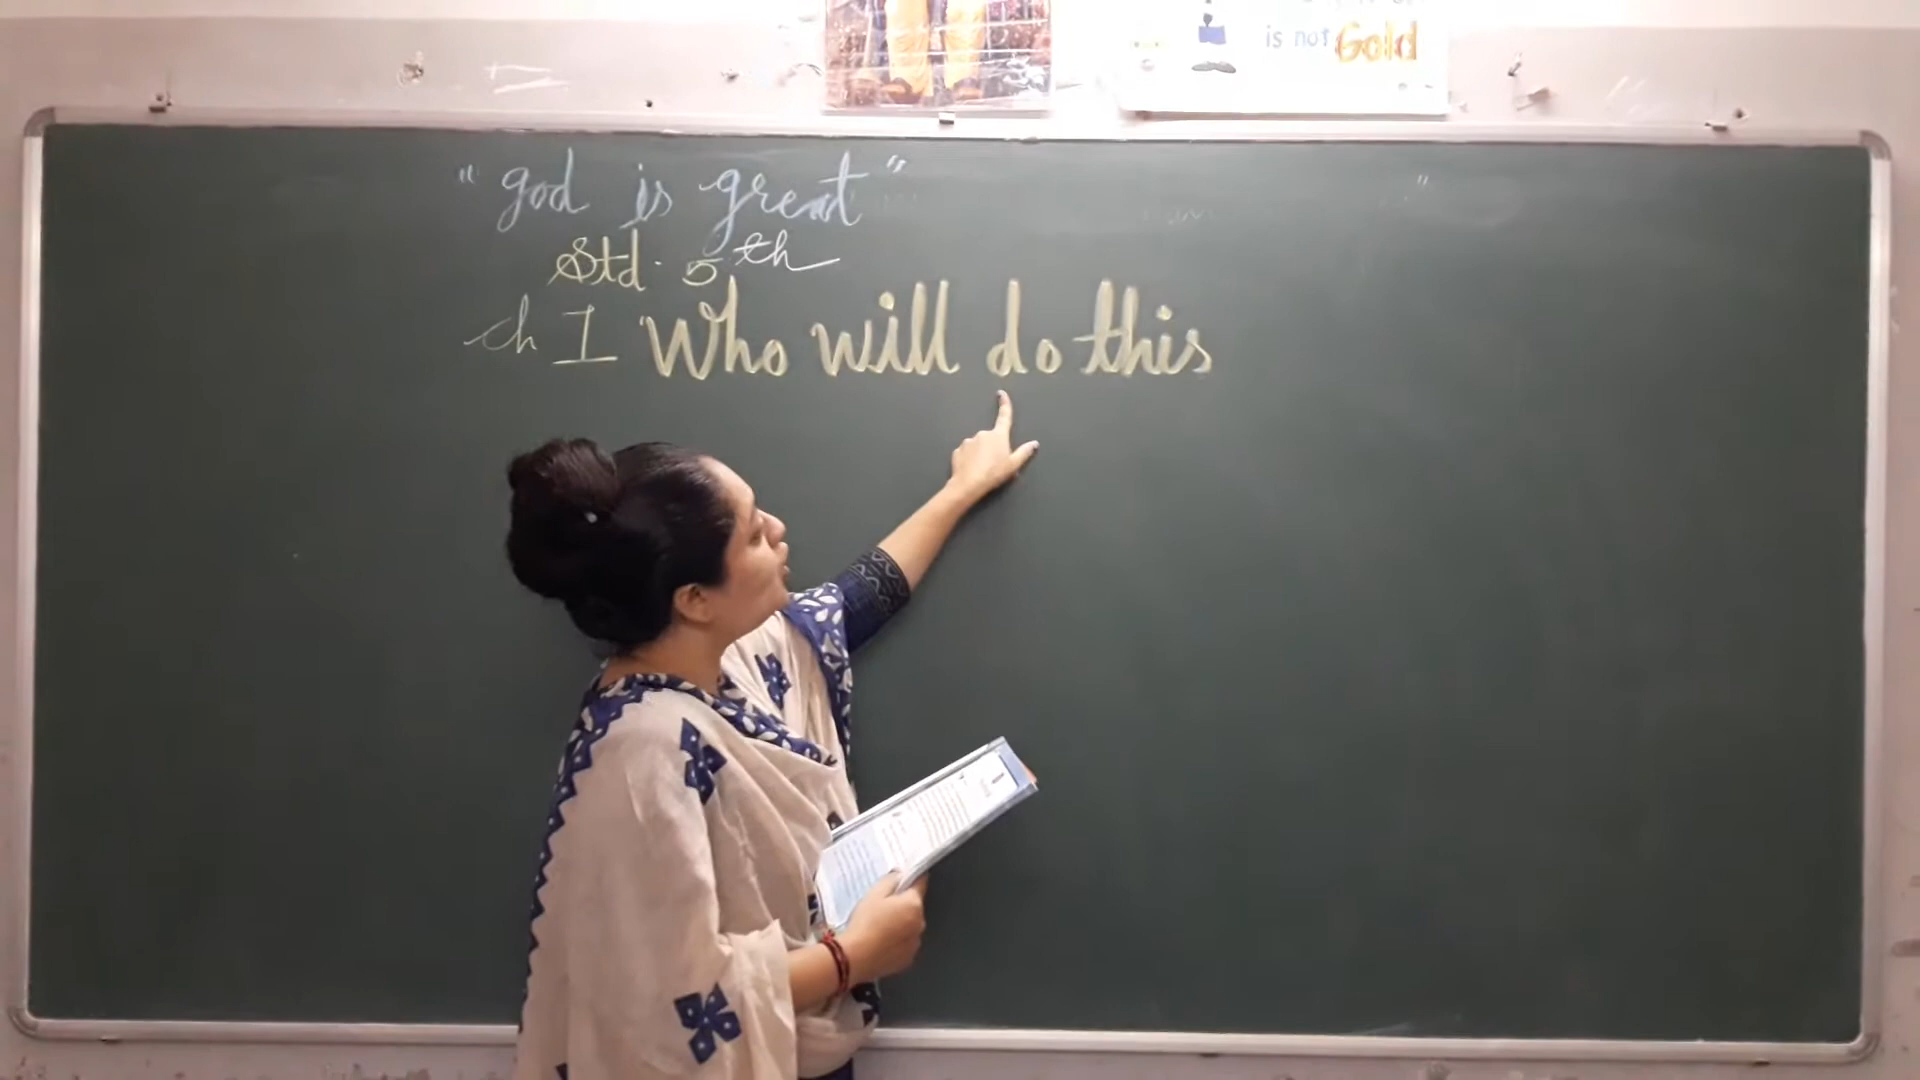 is not Gold
"god is great"
Std. 5th
ch I Who will do this